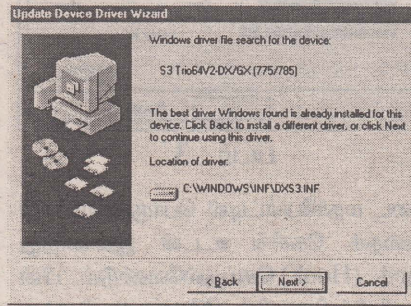 Update Device Driver Wizard
Windows driver file search for the device:
S3 Trio64V2-DX/GX (775/785)
The best driver Windows found is already installed for this
device. Click Back to install a different driver, or click Next
to continue using this driver.
Location of driver:
C:\WINDOWS\INF\DXS3.INF
< Back
Next >
Cancel